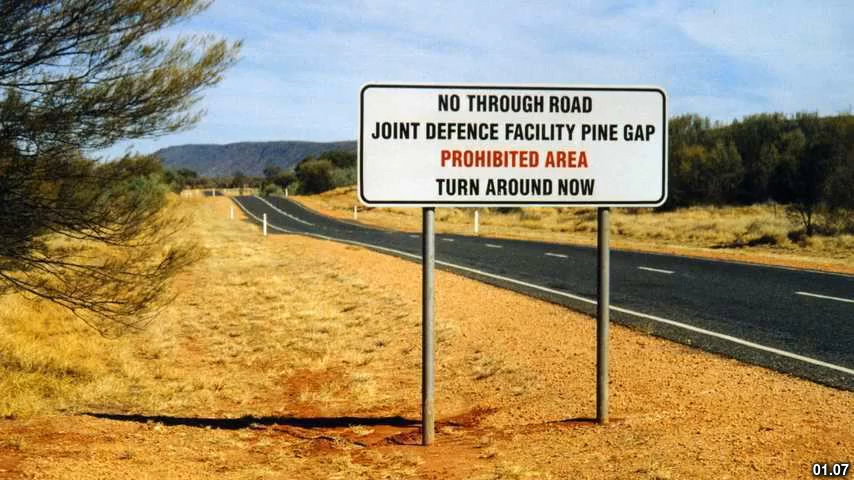 NO THROUGH ROAD
JOINT DEFENCE FACILITY PINE GAP
PROHIBITED AREA
TURN AROUND NOW
01.07